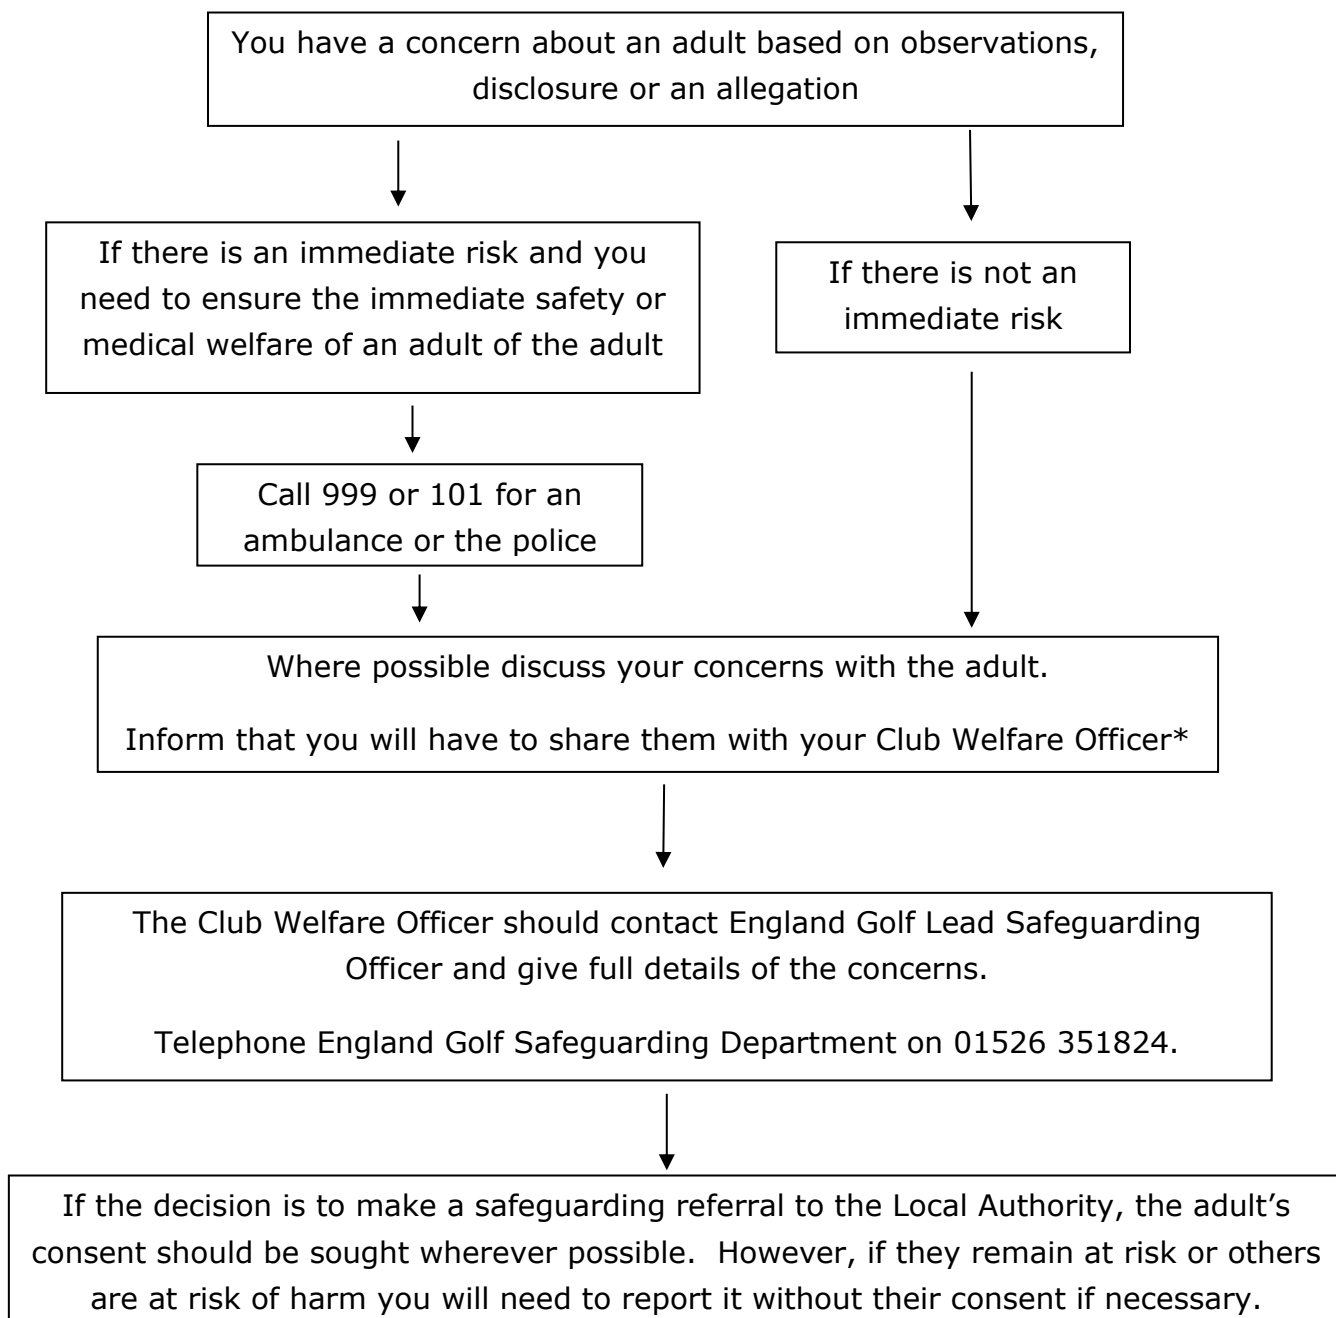 You have a concern about an adult based on observations,
disclosure or an allegation
If there is an immediate risk and you
need to ensure the immediate safety or
medical welfare of an adult of the adult
If there is not an
immediate risk
Call 999 or 101 for an
ambulance or the police
Where possible discuss your concerns with the adult.
Inform that you will have to share them with your Club Welfare Officer*
The Club Welfare Officer should contact England Golf Lead Safeguarding
Officer and give full details of the concerns.
Telephone England Golf Safeguarding Department on 01526 351824.
If the decision is to make a safeguarding referral to the Local Authority, the adult’s
consent should be sought wherever possible.  However, if they remain at risk or others
are at risk of harm you will need to report it without their consent if necessary.